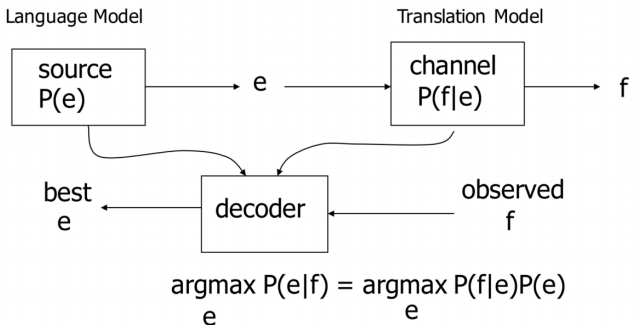 Language Model
Translation Model
source
P(e)
e
channel
P(f|e)
f
best
e
decoder
observed
f
argmax P(e|f) = argmax P(f|e)P(e)
e
e